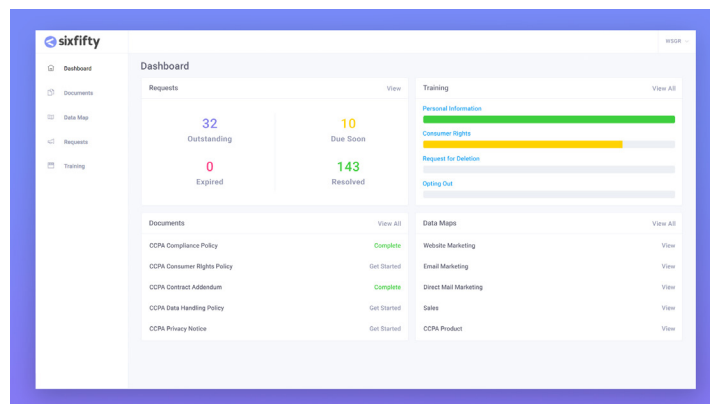 sixfifty
WSGR
Dashboard
Documents
Data Map
Requests
Training
Dashboard
Requests View
32 10
Outstanding Due Soon
0 143
Expired Resolved
Training View All
Personal Information
Consumer Rights
Request for Deletion
Opting Out
Documents View All
CCPA Compliance Policy Complete
CCPA Consumer Rights Policy Get Started
CCPA Contract Addendum Complete
CCPA Data Handling Policy Get Started
CCPA Privacy Notice Get Started
Data Maps View All
Website Marketing View
Email Marketing View
Direct Mail Marketing View
Sales View
CCPA Product View